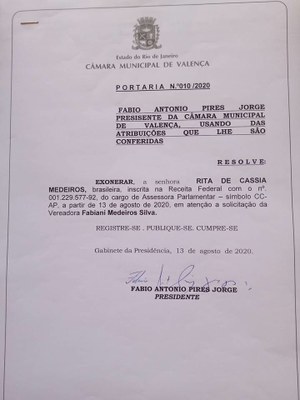 Estado do Rio de Janeiro
CÂMARA MUNICIPAL DE VALENÇA
P O R T A R I A N.º010 /2020
FABIO ANTONIO PIRES JORGE
PRESISENTE DA CÂMARA MUNICIPAL
DE VALENÇA, USANDO DAS
ATRIBUIÇÕES QUE LHE SÃO
CONFERIDAS
R E S O L V E:
EXONERAR, a senhora RITA DE CASSIA
MEDEIROS, brasileira, inscrita na Receita Federal com o nº.
001.229.577-92, do cargo de Assessora Parlamentar – símbolo CC-
AP, a partir de 13 de agosto de 2020, em atenção a solicitação da
Vereadora Fabiani Medeiros Silva.
REGISTRE-SE . PUBLIQUE-SE. CUMPRE-SE
Gabinete da Presidência, 13 de agosto de 2020.
FABIO ANTONIO PIRES JORGE
PRESIDENTE